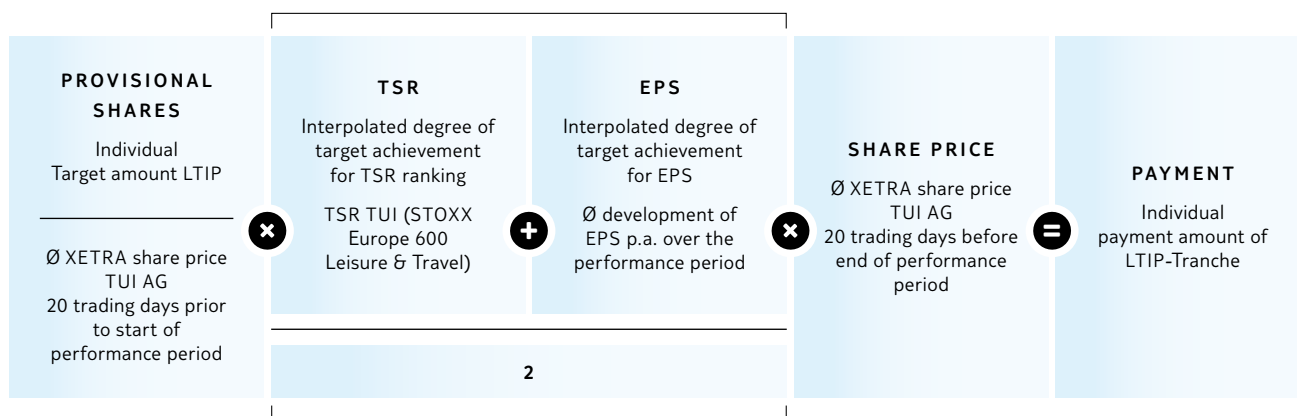 PROVISIONAL
SHARES
Individual
Target amount LTIP
Ø XETRA share price
TUI AG
20 trading days prior
to start of
performance period
×
TSR
Interpolated degree of
target achievement
for TSR ranking
TSR TUI (STOXX
Europe 600
Leisure & Travel)
+
EPS
Interpolated degree of
target achievement
for EPS
Ø development of
EPS p.a. over the
performance period
2
×
SHARE PRICE
Ø XETRA share price
TUI AG
20 trading days before
end of performance
period
=
PAYMENT
Individual
payment amount of
LTIP-Tranche